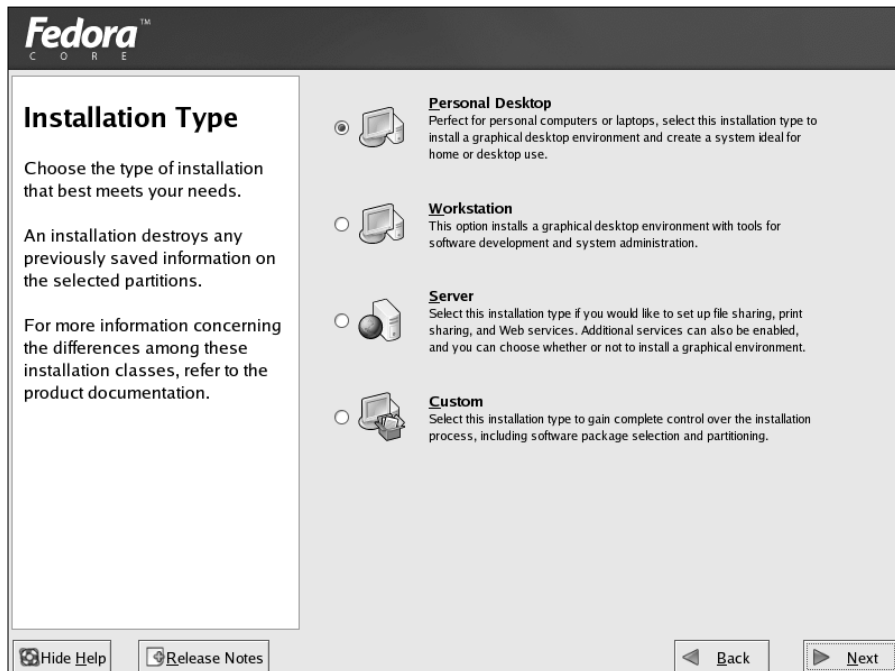 Fedora™
CORE
Installation Type
Choose the type of installation
that best meets your needs.
An installation destroys any
previously saved information on
the selected partitions.
For more information concerning
the differences among these
installation classes, refer to the
product documentation.
Personal Desktop
Perfect for personal computers or laptops, select this installation type to
install a graphical desktop environment and create a system ideal for
home or desktop use.
Workstation
This option installs a graphical desktop environment with tools for
software development and system administration.
Server
Select this installation type if you would like to set up file sharing, print
sharing, and Web services. Additional services can also be enabled,
and you can choose whether or not to install a graphical environment.
Custom
Select this installation type to gain complete control over the installation
process, including software package selection and partitioning.
Hide Help
Release Notes
Back
Next